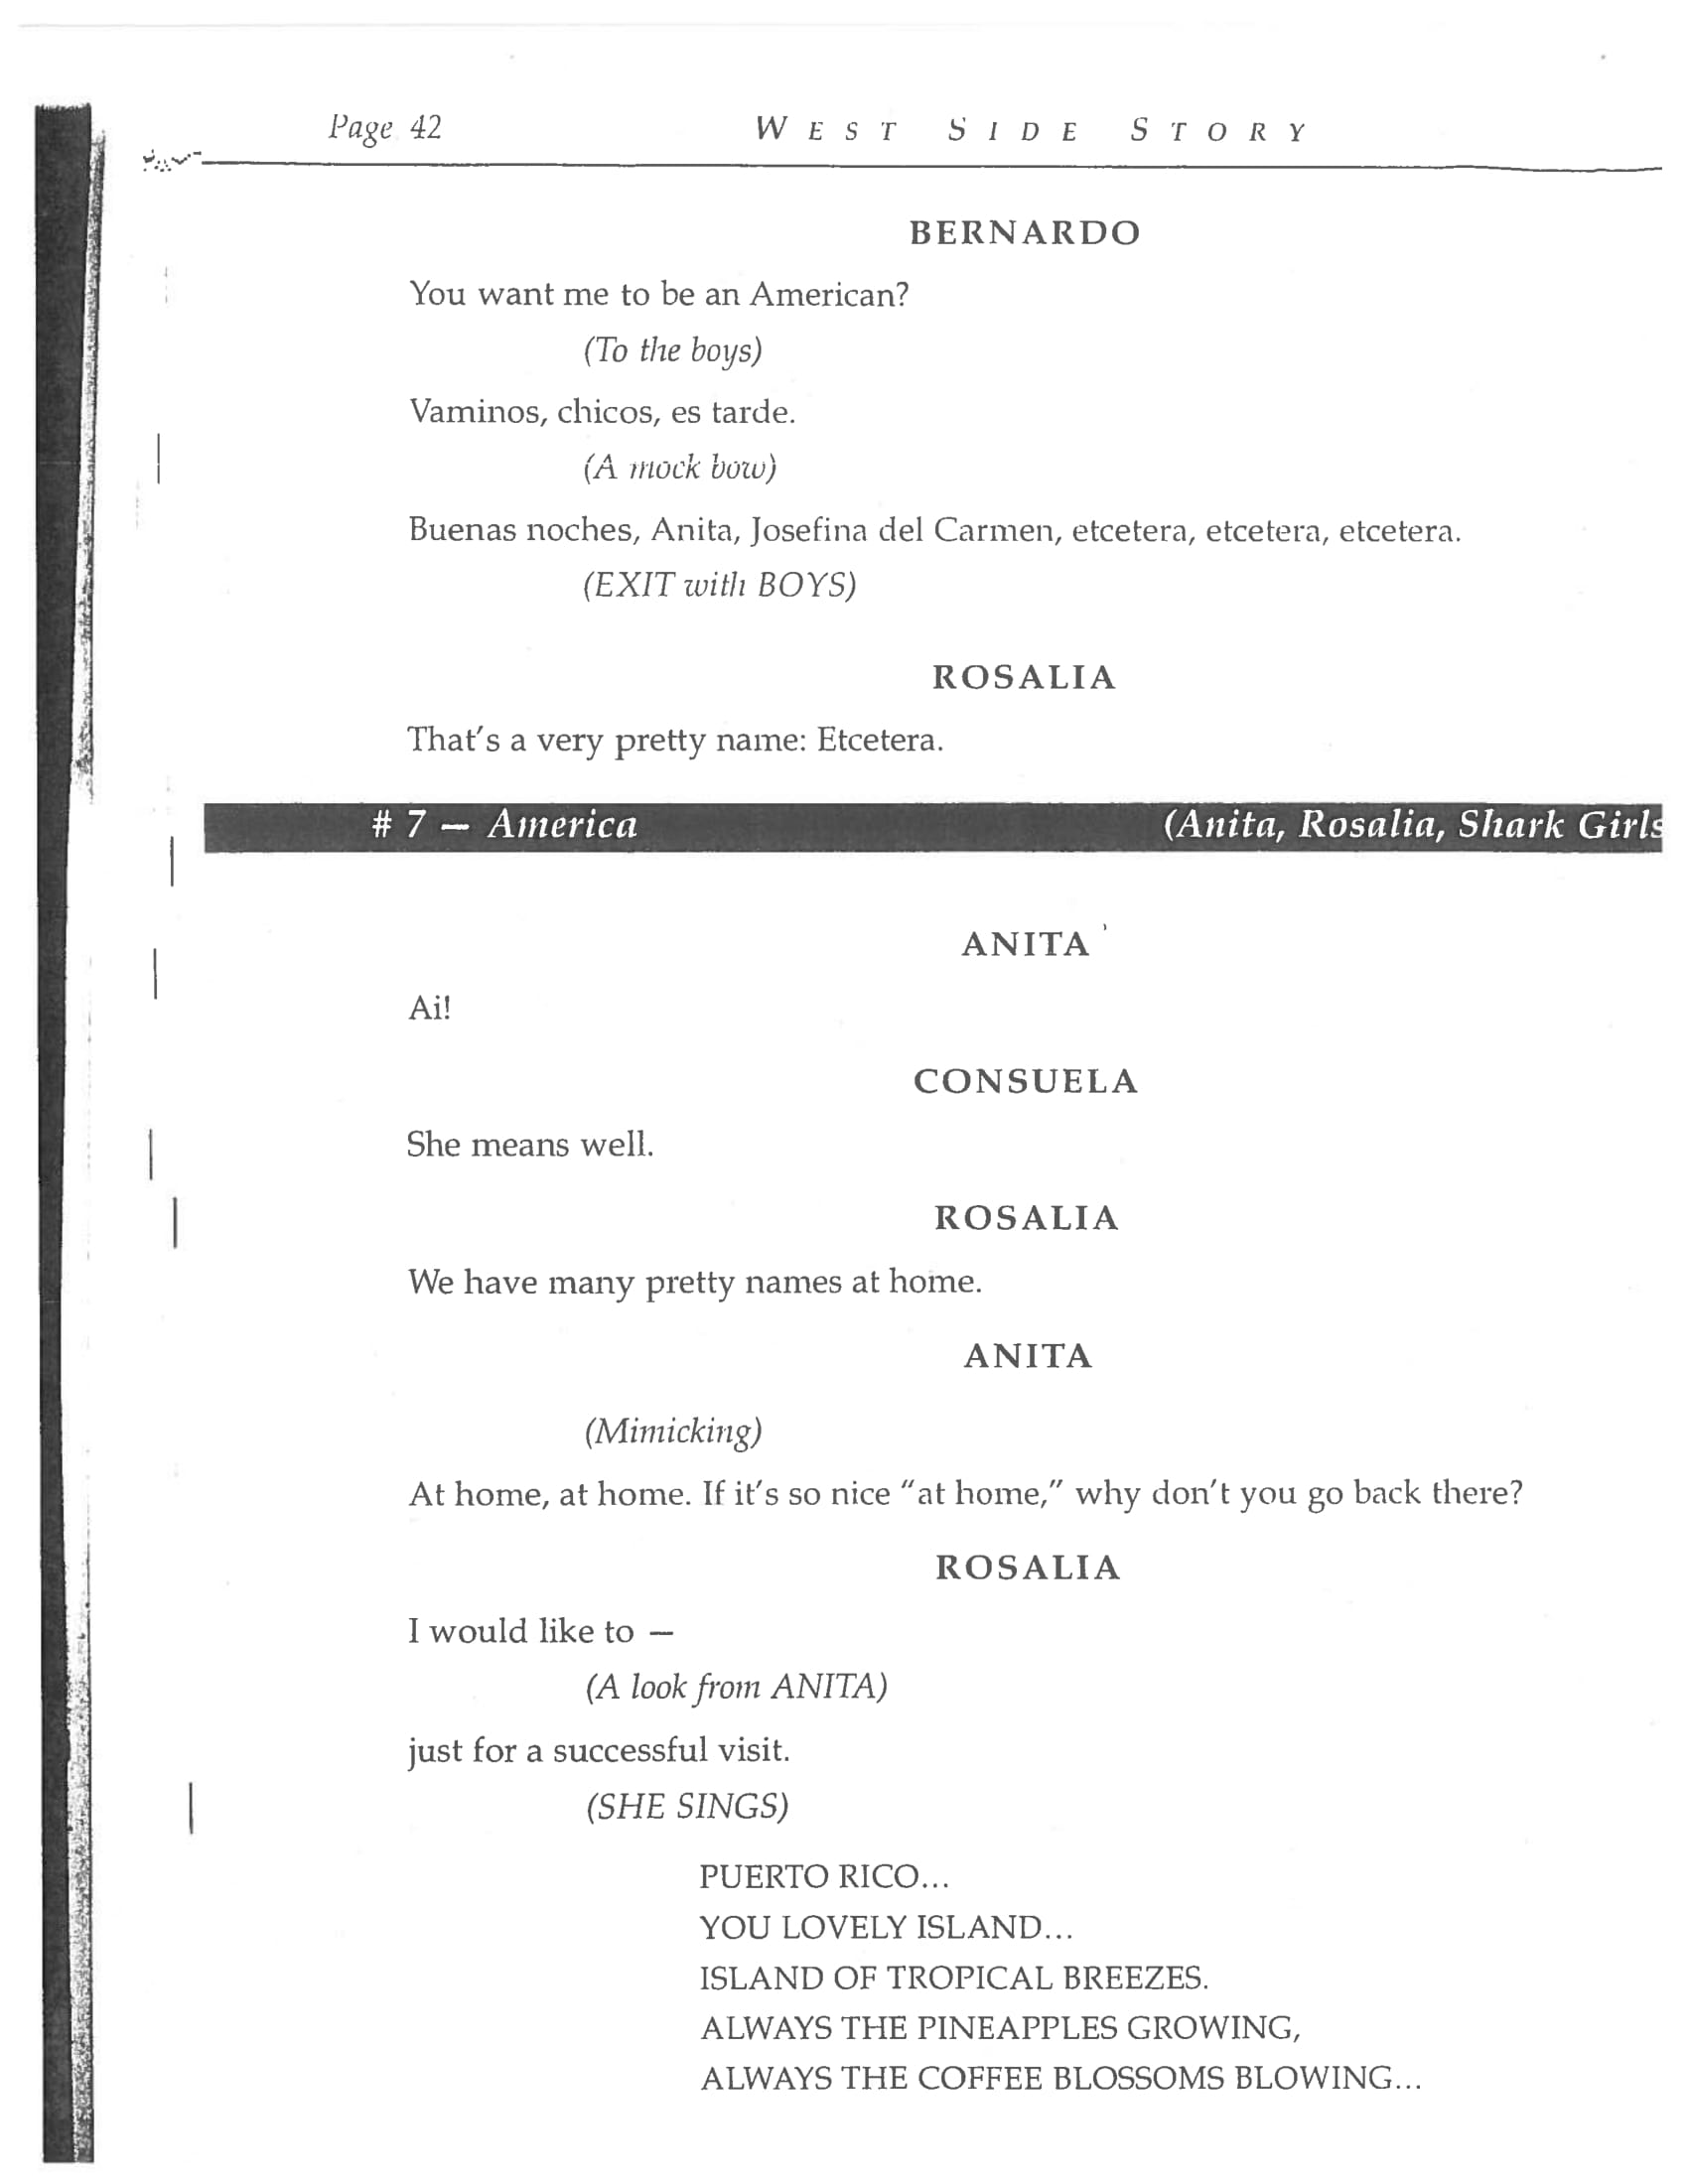 Page 42 WEST SIDE STORY
BERNARDO
You want me to be an American?
(To the boys)
Vaminos, chicos, es tarde.
(A mock bow)
Buenas noches, Anita, Josefina del Carmen, etcetera, etcetera, etcetera.
(EXIT with BOYS)
ROSALIA
That's a very pretty name: Etcetera.
# 7 — America (Anita, Rosalia, Shark Girls
ANITA
Ai!
CONSUELA
She means well.
ROSALIA
We have many pretty names at home.
ANITA
(Mimicking)
At home, at home. If it's so nice "at home," why don't you go back there?
ROSALIA
I would like to —
(A look from ANITA)
just for a successful visit.
(SHE SINGS)
PUERTO RICO...
YOU LOVELY ISLAND...
ISLAND OF TROPICAL BREEZES.
ALWAYS THE PINEAPPLES GROWING,
ALWAYS THE COFFEE BLOSSOMS BLOWING...